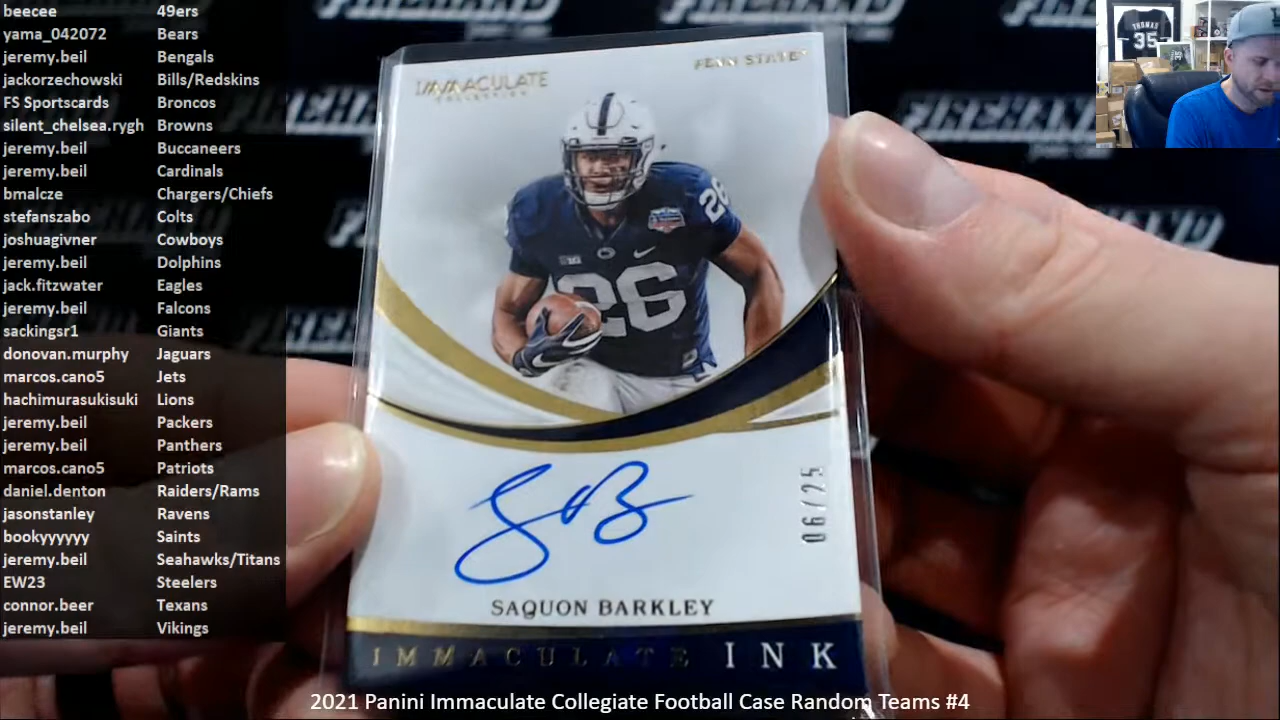 beecee 49ers
yama_042072 Bears
jeremy.beil Bengals
jackorzechowski Bills/Redskins
FS Sportscards Broncos
silent_chelsea.rygh Browns
jeremy.beil Buccaneers
jeremy.beil Cardinals
bmalcze Chargers/Chiefs
stefanszabo Colts
joshuagivner Cowboys
jeremy.beil Dolphins
jack.fitzwater Eagles
jeremy.beil Falcons
sackingsr1 Giants
donovan.murphy Jaguars
marcos.cano5 Jets
hachimurasukisuki Lions
jeremy.beil Packers
jeremy.beil Panthers
marcos.cano5 Patriots
daniel.denton Raiders/Rams
jasonstanley Ravens
bookyyyyyy Saints
jeremy.beil Seahawks/Titans
EW23 Steelers
connor.beer Texans
jeremy.beil Vikings
IMMACULATE
COLLECTION
PENN STATE
26
26
06/25
SAQUON BARKLEY
IMMACULATE INK
THOMAS
35
2021 Panini Immaculate Collegiate Football Case Random Teams #4